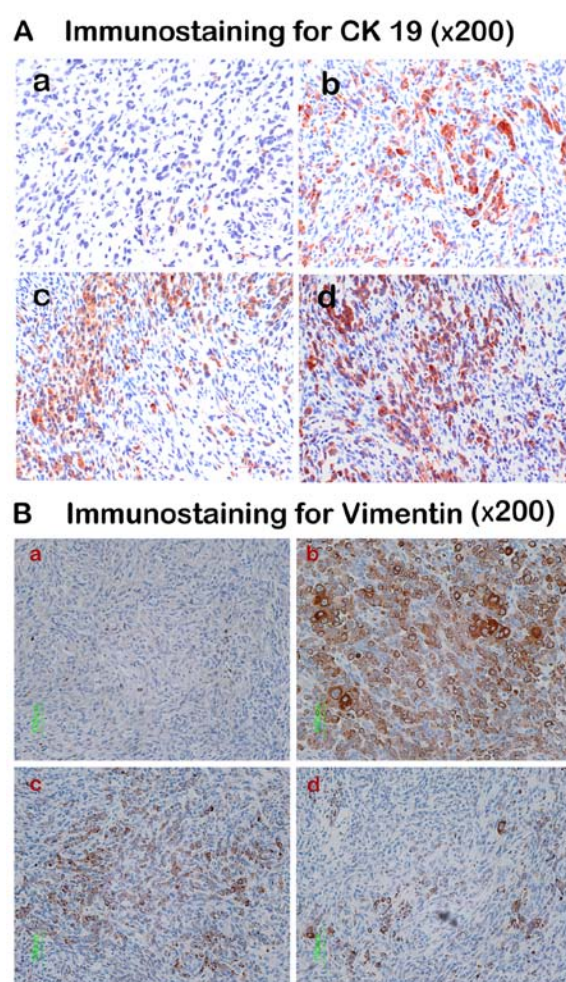 A Immunostaining for CK 19 (x200)
a b
c d
B Immunostaining for Vimentin (x200)
a b
c d